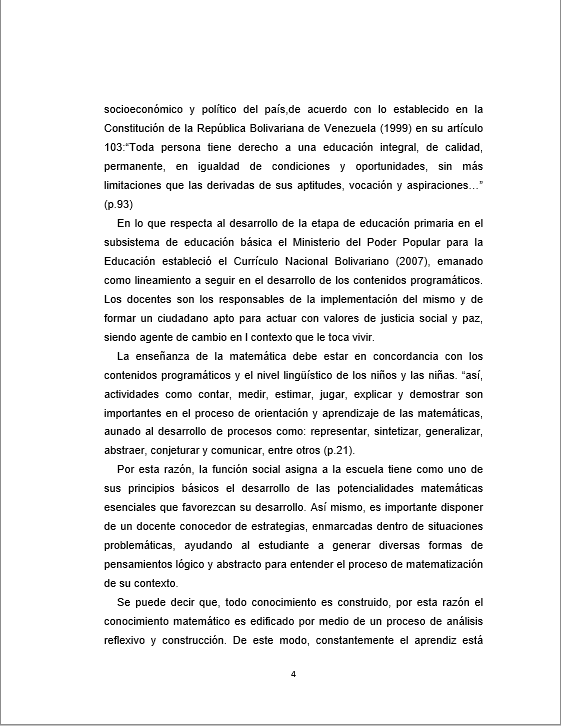 socioeconómico y político del país,de acuerdo con lo establecido en la
Constitución de la República Bolivariana de Venezuela (1999) en su artículo
103:“Toda persona tiene derecho a una educación integral, de calidad,
permanente, en igualdad de condiciones y oportunidades, sin más
limitaciones que las derivadas de sus aptitudes, vocación y aspiraciones…”
(p.93)
En lo que respecta al desarrollo de la etapa de educación primaria en el
subsistema de educación básica el Ministerio del Poder Popular para la
Educación estableció el Currículo Nacional Bolivariano (2007), emanado
como lineamiento a seguir en el desarrollo de los contenidos programáticos.
Los docentes son los responsables de la implementación del mismo y de
formar un ciudadano apto para actuar con valores de justicia social y paz,
siendo agente de cambio en l contexto que le toca vivir.
La enseñanza de la matemática debe estar en concordancia con los
contenidos programáticos y el nivel lingüístico de los niños y las niñas. “así,
actividades como contar, medir, estimar, jugar, explicar y demostrar son
importantes en el proceso de orientación y aprendizaje de las matemáticas,
aunado al desarrollo de procesos como: representar, sintetizar, generalizar,
abstraer, conjeturar y comunicar, entre otros (p.21).
Por esta razón, la función social asigna a la escuela tiene como uno de
sus principios básicos el desarrollo de las potencialidades matemáticas
esenciales que favorezcan su desarrollo. Así mismo, es importante disponer
de un docente conocedor de estrategias, enmarcadas dentro de situaciones
problemáticas, ayudando al estudiante a generar diversas formas de
pensamientos lógico y abstracto para entender el proceso de matematización
de su contexto.
Se puede decir que, todo conocimiento es construido, por esta razón el
conocimiento matemático es edificado por medio de un proceso de análisis
reflexivo y construcción. De este modo, constantemente el aprendiz está
4